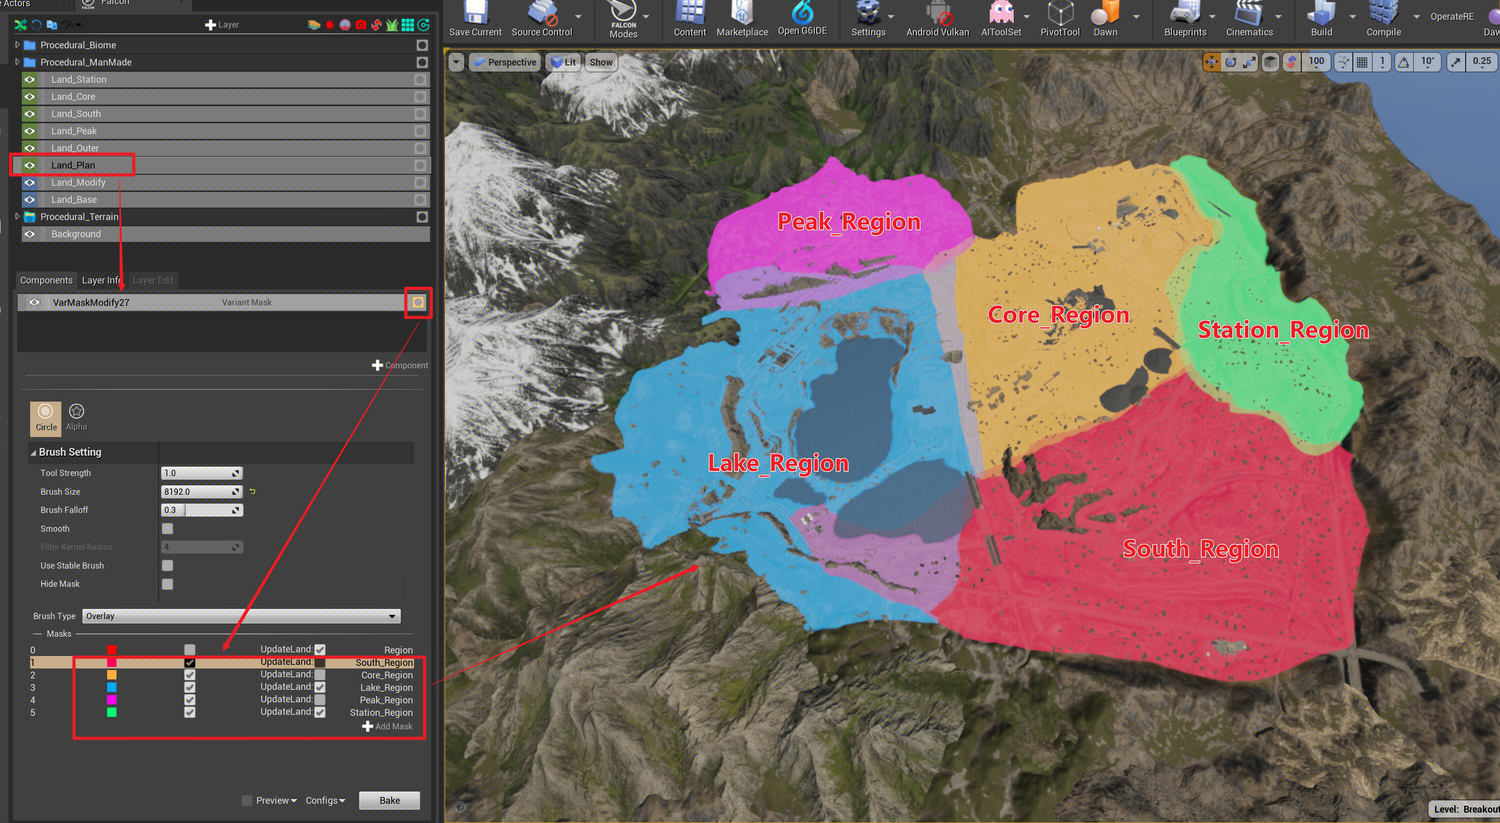 Actors
Falcon
Layer
Procedural_Biome
Procedural_ManMade
Land_Station
Land_Core
Land_South
Land_Peak
Land_Outer
Land_Plan
Land_Modify
Land_Base
Procedural_Terrain
Background
Components Layer Info Layer Edit
VarMaskModify27 Variant Mask
Component
Circle Alpha
Brush Setting
Tool Strength 1.0
Brush Size 8192.0
Brush Falloff 0.3
Smooth
Filter Kernel Radius 4
Use Stable Brush
Hide Mask
Brush Type Overlay
Masks
0 UpdateLand: Region
1 UpdateLand: South_Region
2 UpdateLand: Core_Region
3 UpdateLand: Lake_Region
4 UpdateLand: Peak_Region
5 UpdateLand: Station_Region
Add Mask
Preview Configs Bake
Save Current Source Control FALCON Modes Content Marketplace Open G6IDE Settings Android Vulkan AIToolSet PivotTool Dawn Blueprints Cinematics Build Compile OperateRE
Perspective Lit Show 100 1 10° 0.25
Peak_Region
Core_Region
Station_Region
Lake_Region
South_Region
Level: Breakout